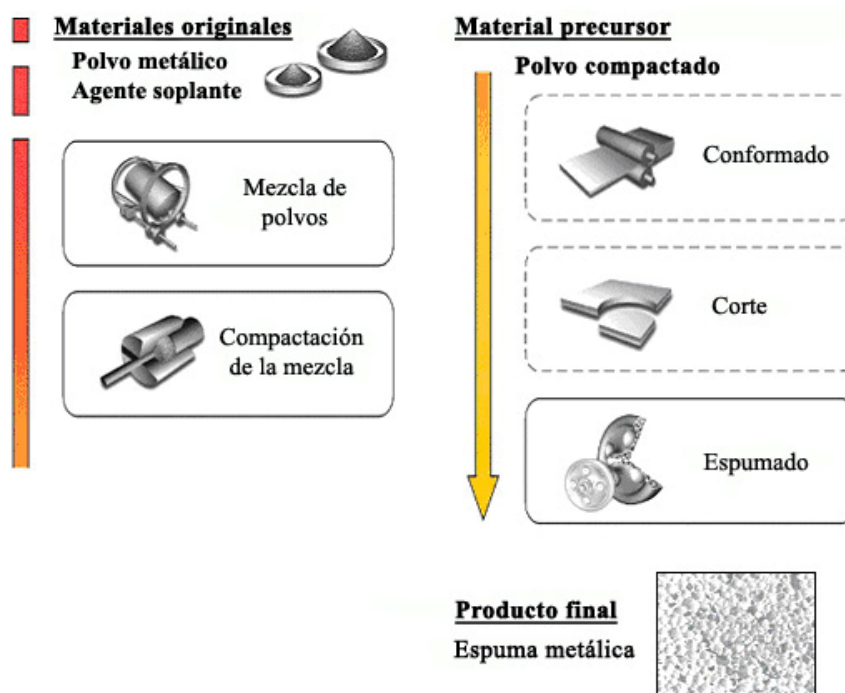 Materiales originales
Polvo metálico
Agente soplante
Mezcla de
polvos
Compactación
de la mezcla
Material precursor
Polvo compactado
Conformado
Corte
Espumado
Producto final
Espuma metálica